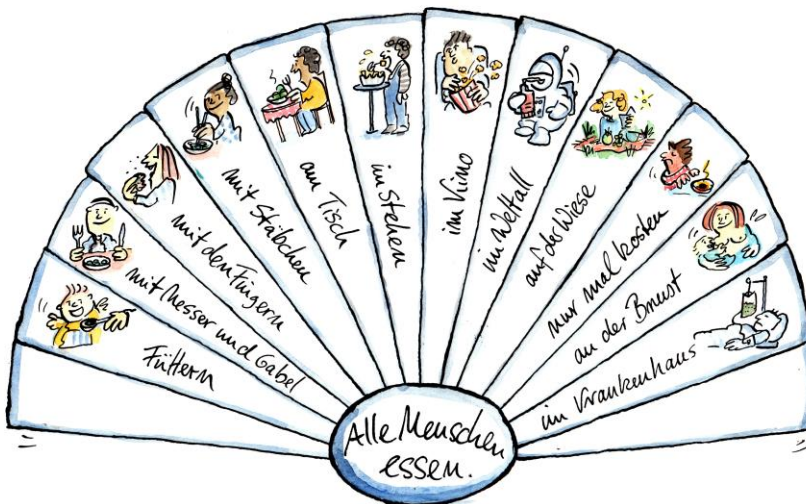 Füttern
mit Messer und Gabel
mit den Fingern
mit Stäbchen
am Tisch
im Stehen
im Kino
im Weltall
auf der Wiese
nur mal kosten
an der Brust
im Krankenhaus
Alle Menschen
essen.